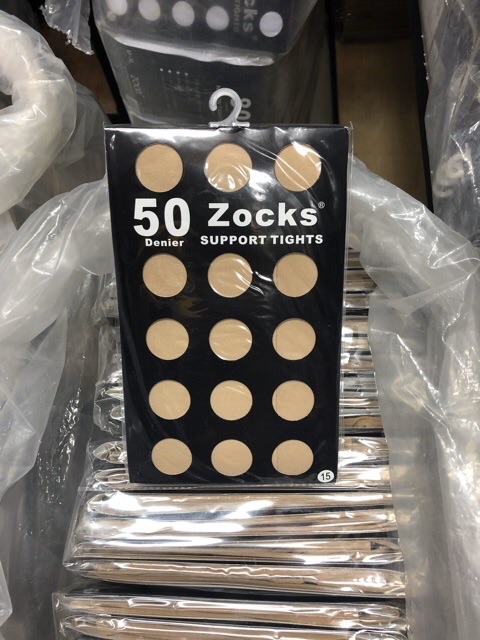 50
Denier
Zocks®
SUPPORT TIGHTS
15